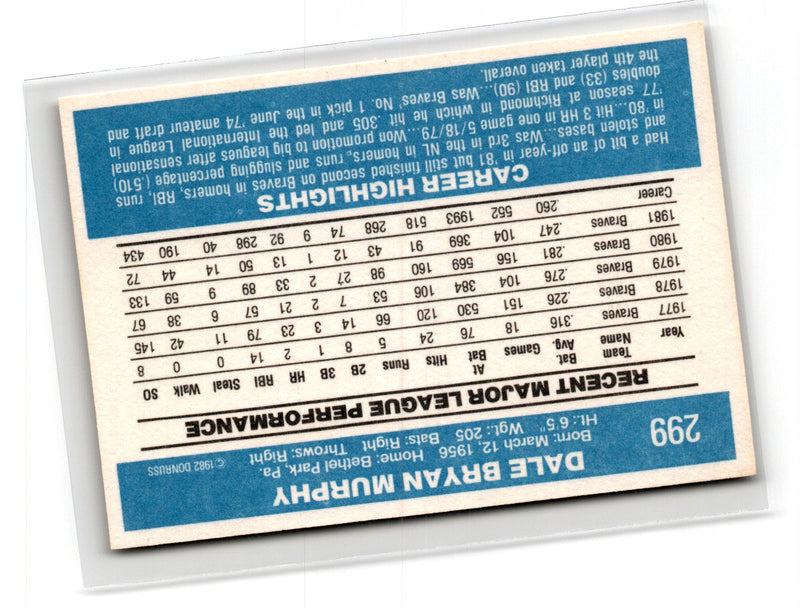 299
DALE BRYAN MURPHY
Born: March 12, 1956 Home: Bethel Park, Pa.
Ht.: 6'5" Wgt.: 205 Bats: Right Throws: Right
© 1982 DONRUSS
RECENT MAJOR LEAGUE PERFORMANCE
Year Team Name Bat. Avg. Games At Bat Hits Runs 2B 3B HR RBI Steal Walk SO
1977 Braves .316 18 76 24 5 8 1 2 14 0 0 8
1978 Braves .226 151 530 120 66 14 3 23 79 11 42 145
1979 Braves .276 104 384 106 53 7 2 21 57 6 38 67
1980 Braves .281 156 569 160 98 27 2 33 89 9 59 133
1981 Braves .247 104 369 91 43 12 1 13 50 14 44 72
Career .260 552 1993 518 268 74 9 92 298 40 190 434
CAREER HIGHLIGHTS
Had a bit of an off-year in '81 but still finished second on Braves in homers, RBI, runs
and stolen bases...Was 3rd in the NL in homers, runs and slugging percentage (.510)
in '80...Hit 3 HR in one game 5/18/79...Won promotion to big leagues after sensational
'77 season at Richmond in which he hit .305 and led the International League in
doubles (33) and RBI (90)...Was Braves' No. 1 pick in the June '74 amateur draft and
the 4th player taken overall.